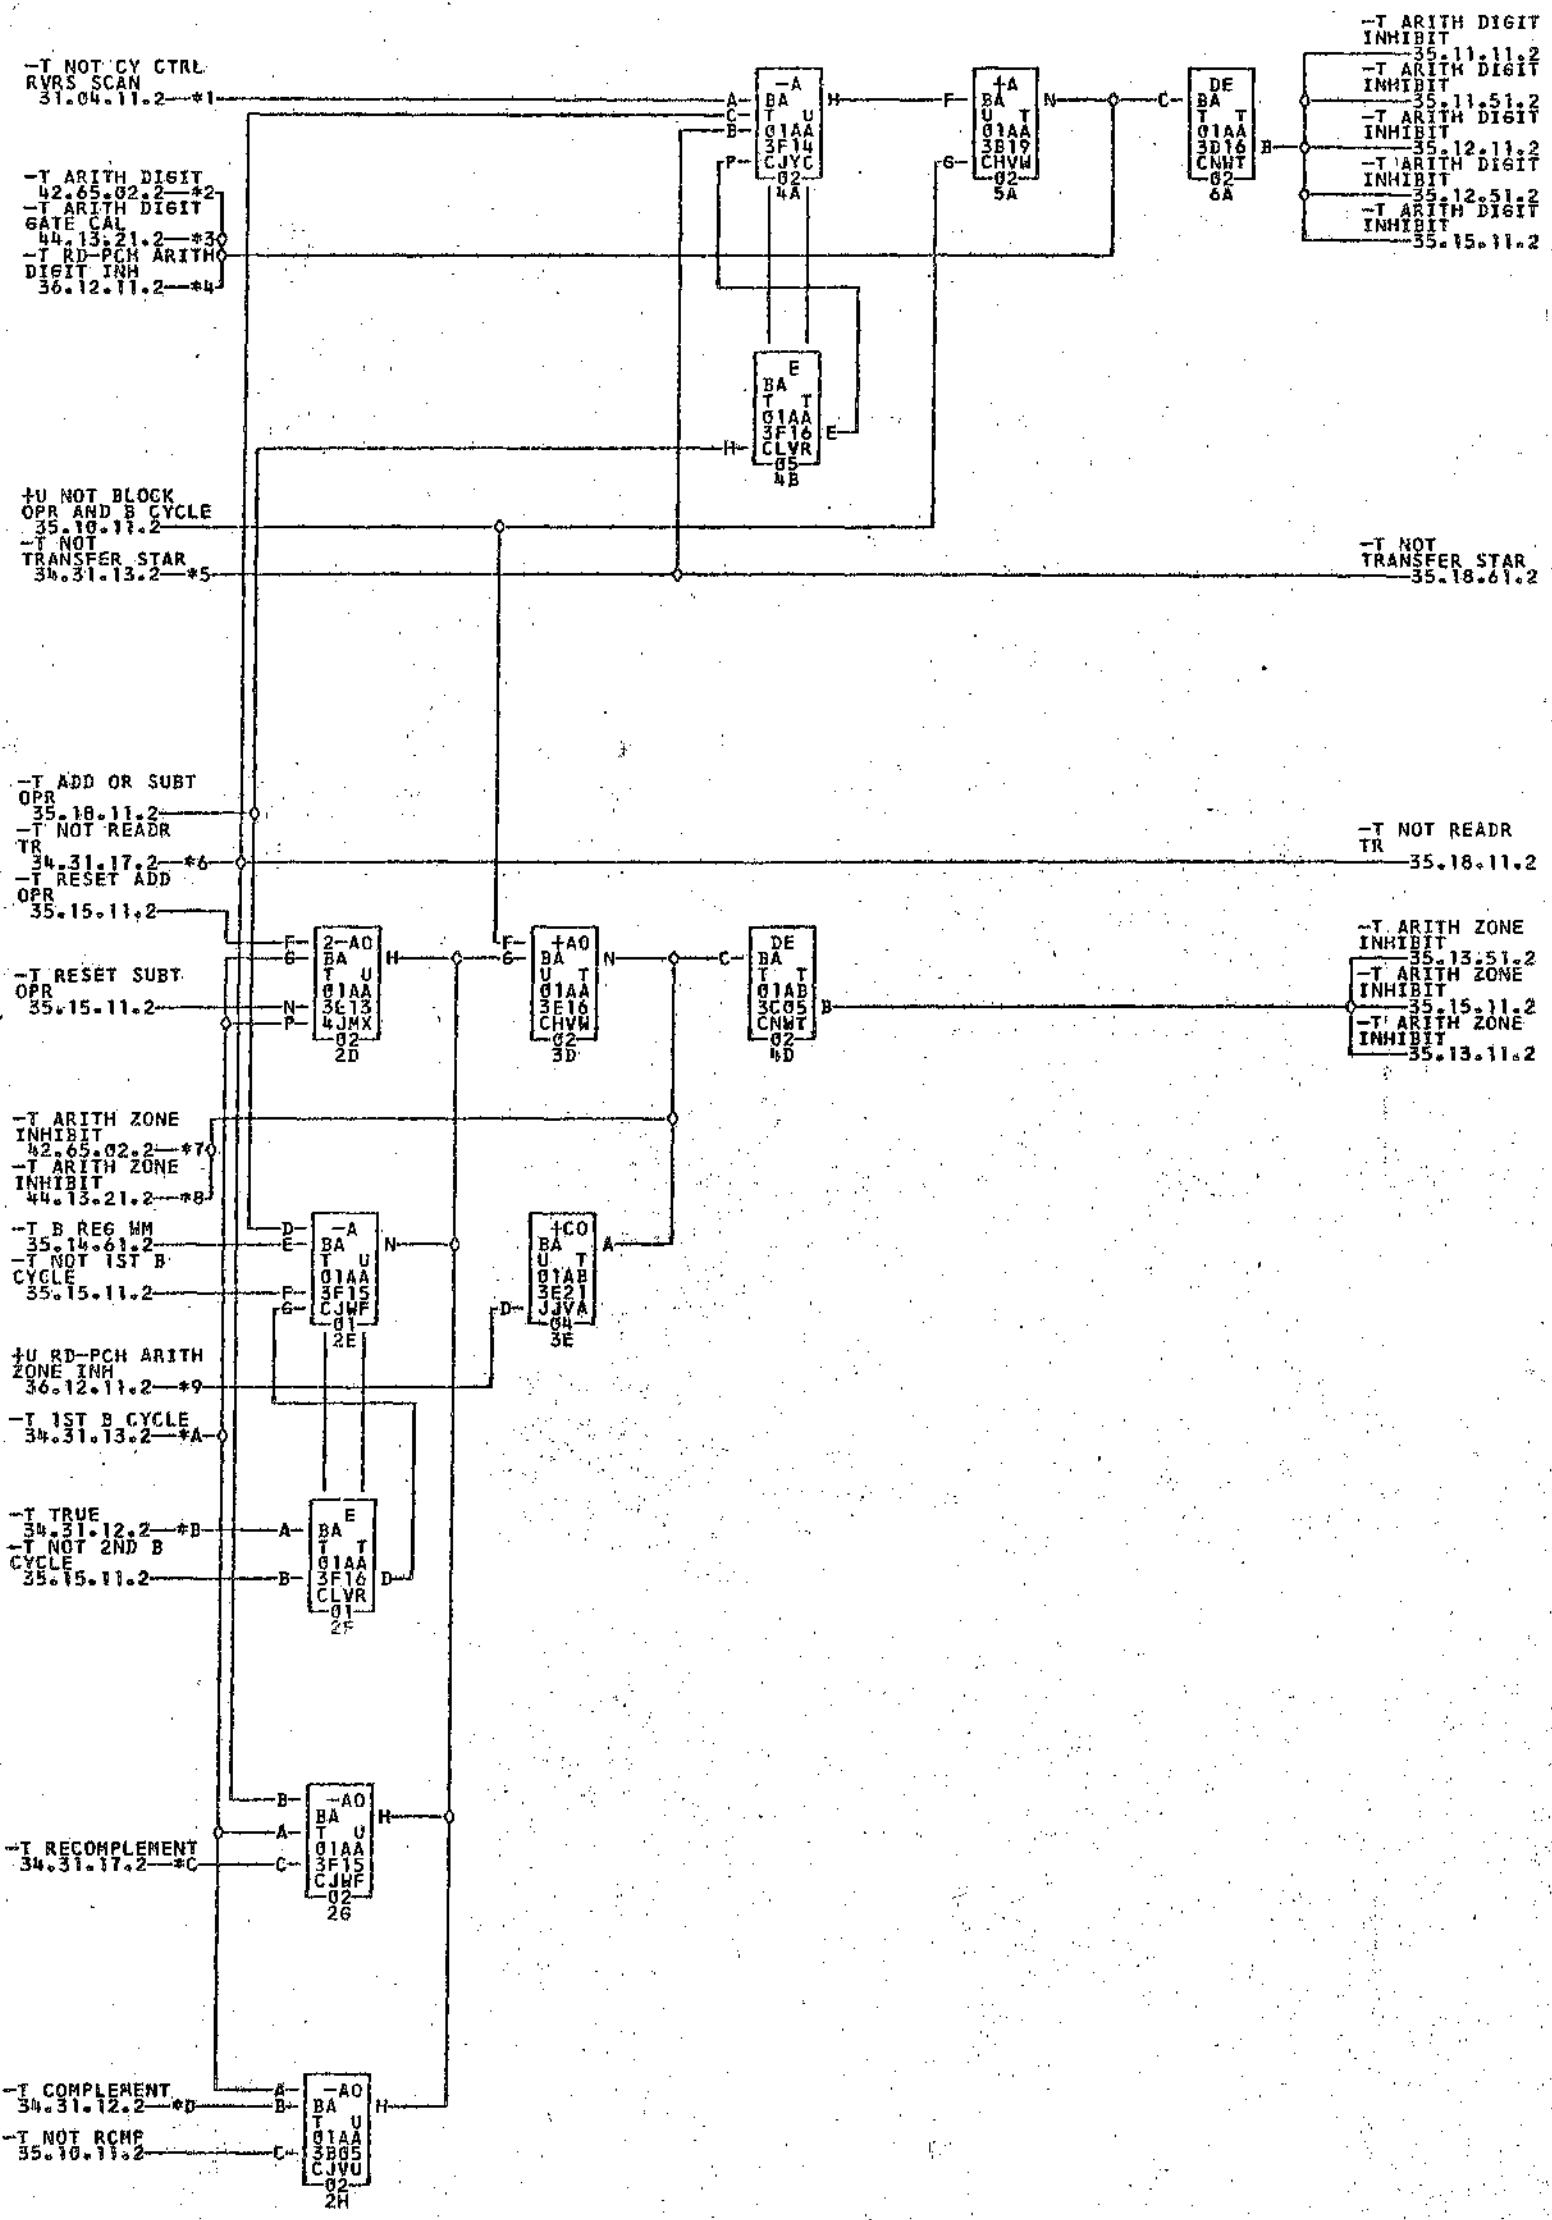 -T NOT CY CTRL
RVRS SCAN
31.04.11.2 *1
-T ARITH DIGIT
42.65.02.2 *2
-T ARITH DIGIT
GATE CAL
44.13.21.2 *3
-T RD-PCH ARITH
DIGIT INH
36.12.11.2 *4
A
C
B
P
-A
BA
T U
01AA
3F14
CJYC
02
4A
H
F
G
+A
BA
U T
01AA
3B19
CHVW
02
5A
N
C
DE
BA
T T
01AA
3D16
CNWT
02
6A
B
-T ARITH DIGIT
INHIBIT
35.11.11.2
-T ARITH DIGIT
INHIBIT
35.11.51.2
-T ARITH DIGIT
INHIBIT
35.12.11.2
-T ARITH DIGIT
INHIBIT
35.12.51.2
-T ARITH DIGIT
INHIBIT
35.15.11.2
H
E
BA
T T
01AA
3F16
CLVR
05
4B
E
+U NOT BLOCK
OPR AND B CYCLE
35.10.11.2
-T NOT
TRANSFER STAR
34.31.13.2 *5
-T NOT
TRANSFER STAR
35.18.61.2
-T ADD OR SUBT
OPR
35.18.11.2
-T NOT READR
TR
34.31.17.2 *6
-T NOT READR
TR
35.18.11.2
-T RESET ADD
OPR
35.15.11.2
-T RESET SUBT
OPR
35.15.11.2
F
G
N
P
2-AO
BA
T U
01AA
3E13
4JMX
02
2D
H
F
G
+AO
BA
U T
01AA
3E16
CHVW
02
3D
N
C
DE
BA
T T
01AB
3C05
CNWT
02
4D
B
-T ARITH ZONE
INHIBIT
35.13.51.2
-T ARITH ZONE
INHIBIT
35.15.11.2
-T ARITH ZONE
INHIBIT
35.13.11.2
-T ARITH ZONE
INHIBIT
42.65.02.2 *7
-T ARITH ZONE
INHIBIT
44.13.21.2 *8
-T B REG WM
35.14.61.2
-T NOT 1ST B
CYCLE
35.15.11.2
D
E
F
G
-A
BA
T U
01AA
3F15
CJWF
01
2E
N
D
+CO
BA
U T
01AB
3E21
JJVA
04
3E
A
+U RD-PCH ARITH
ZONE INH
36.12.11.2 *9
-T 1ST B CYCLE
34.31.13.2 *A
-T TRUE
34.31.12.2 *B
-T NOT 2ND B
CYCLE
35.15.11.2
A
B
E
BA
T T
01AA
3F16
CLVR
01
2F
D
-T RECOMPLEMENT
34.31.17.2 *C
B
A
C
-AO
BA
T U
01AA
3F15
CJWF
02
2G
H
-T COMPLEMENT
34.31.12.2 *D
-T NOT RCMP
35.10.11.2
A
B
C
-AO
BA
T U
01AA
3B05
CJVU
02
2H
H